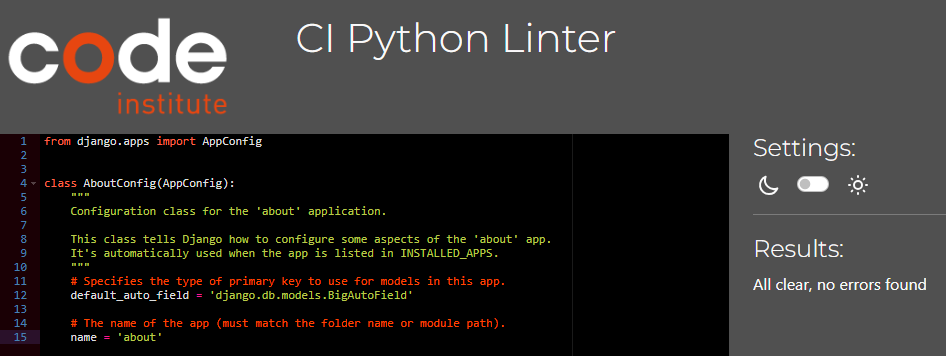 code
institute
CI Python Linter
1 from django.apps import AppConfig
2
3
4 class AboutConfig(AppConfig):
5     """
6     Configuration class for the 'about' application.
7
8     This class tells Django how to configure some aspects of the 'about' app.
9     It's automatically used when the app is listed in INSTALLED_APPS.
10     """
11     # Specifies the type of primary key to use for models in this app.
12     default_auto_field = 'django.db.models.BigAutoField'
13
14     # The name of the app (must match the folder name or module path).
15     name = 'about'
Settings:
Results:
All clear, no errors found